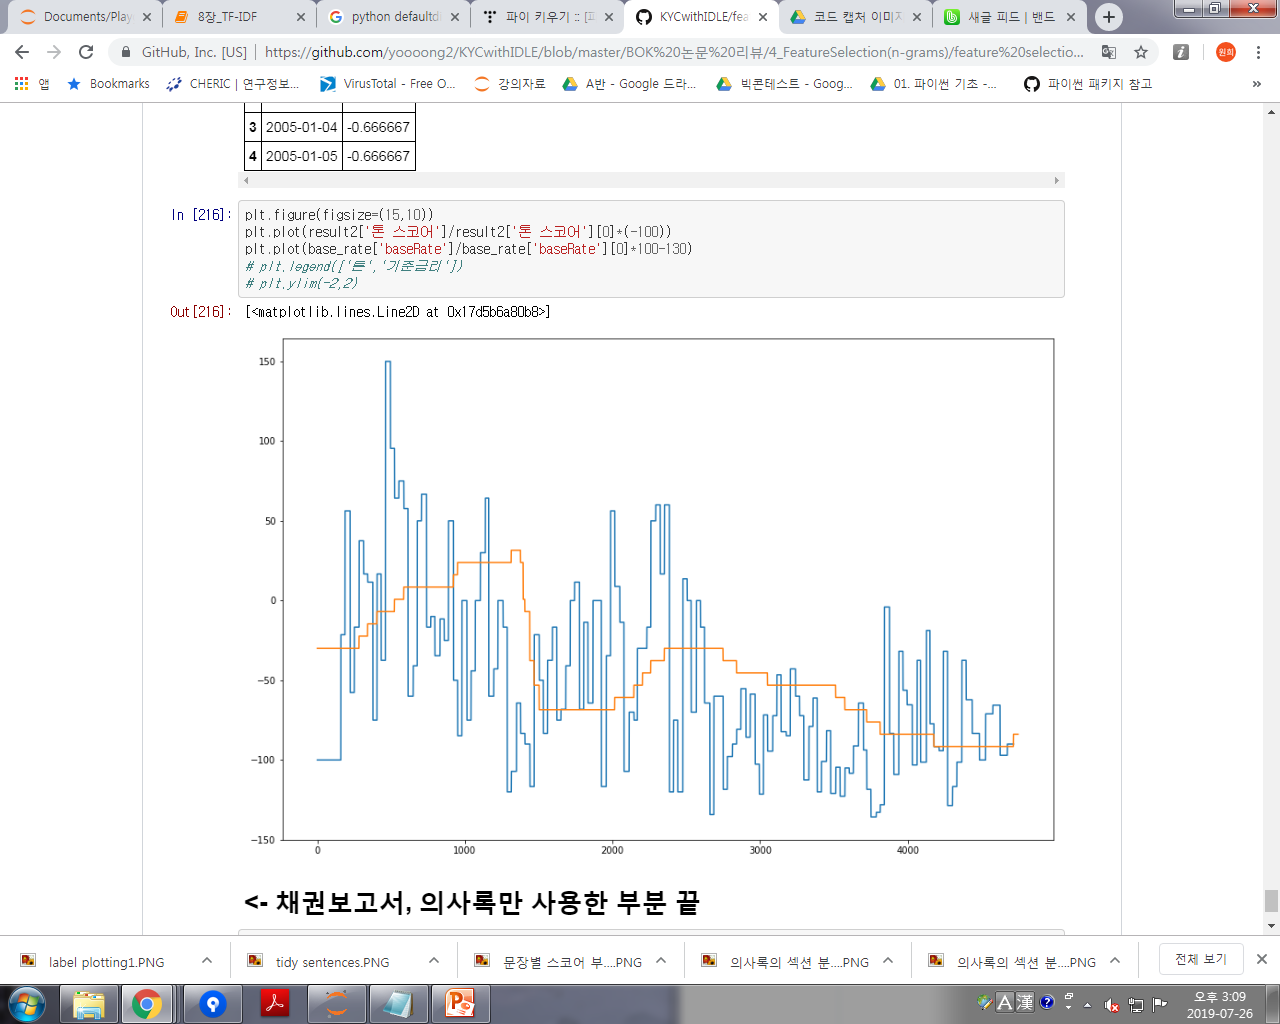 Documents/Play
8장_TF-IDF
python defaultd
파이 키우기 :: [파
KYCwithIDLE/fea
코드 캡처 이미지
새글 피드 | 밴드
GitHub, Inc. [US] | https://github.com/yoooong2/KYCwithIDLE/blob/master/BOK%20논문%20리뷰/4_FeatureSelection(n-grams)/feature%20selectio...
원희
앱
Bookmarks
CHERIC | 연구정보...
VirusTotal - Free O...
강의자료
A반 - Google 드라...
빅콘테스트 - Goog...
01. 파이썬 기초 -...
파이썬 패키지 참고
»
3 2005-01-04 -0.666667
4 2005-01-05 -0.666667
In [216]:
plt.figure(figsize=(15,10))
plt.plot(result2['톤 스코어']/result2['톤 스코어'][0]*(-100))
plt.plot(base_rate['baseRate']/base_rate['baseRate'][0]*100-130)
# plt.legend(['톤','기준금리'])
# plt.ylim(-2,2)
Out[216]: [<matplotlib.lines.Line2D at 0x17d5b6a80b8>]
150
100
50
0
−50
−100
−150
0 1000 2000 3000 4000
<- 채권보고서, 의사록만 사용한 부분 끝
label plotting1.PNG
tidy sentences.PNG
문장별 스코어 부....PNG
의사록의 섹션 분....PNG
의사록의 섹션 분....PNG
전체 보기
A 漢
오후 3:09
2019-07-26